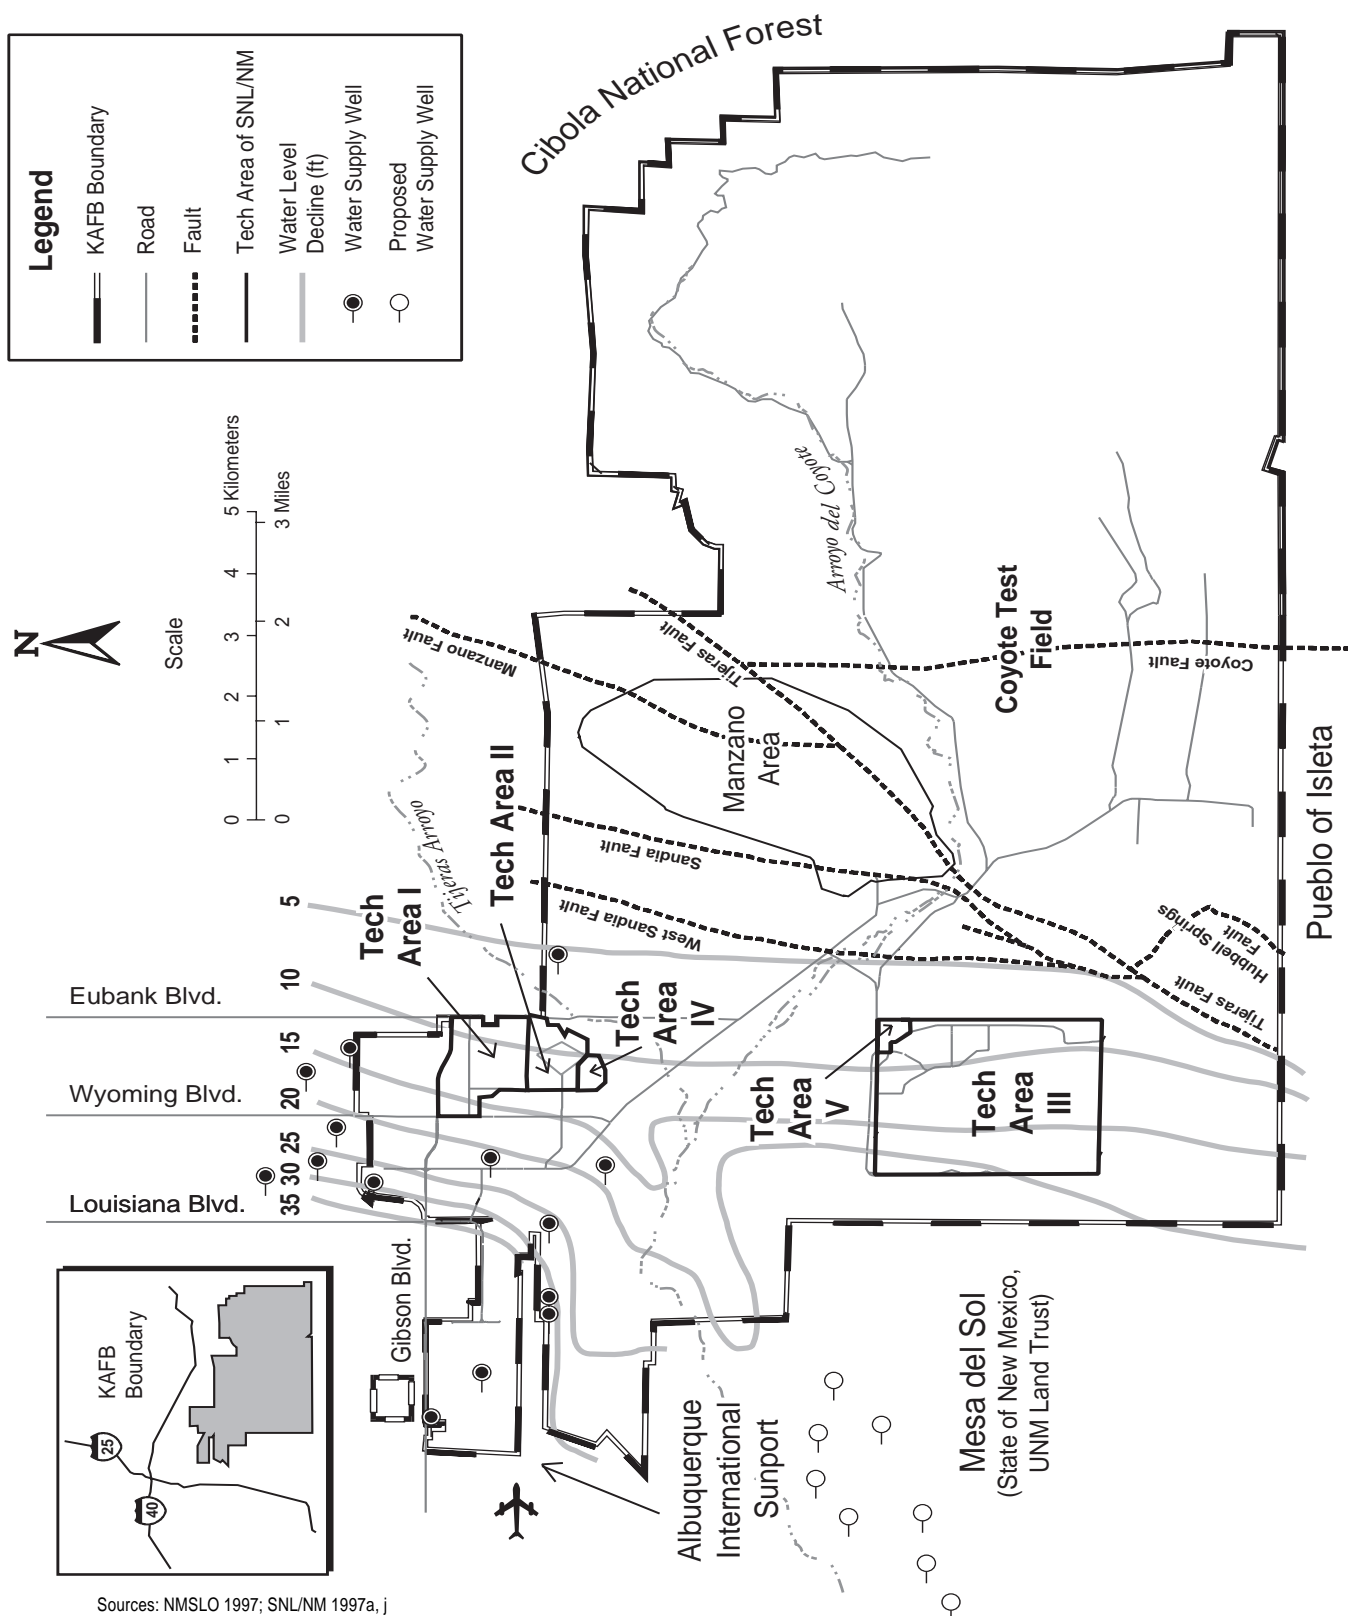 Legend
KAFB Boundary
Road
Fault
Tech Area of SNL/NM
Water Level
Decline (ft)
Water Supply Well
Proposed
Water Supply Well
Cibola National Forest
N
Scale
0 1 2 3 4 5 Kilometers
0 1 2 3 Miles
Eubank Blvd.
Wyoming Blvd.
Louisiana Blvd.
Gibson Blvd.
5
10
15
20
25
30
35
Tech
Area I
Tech Area II
Tech
Area
IV
Tech
Area
V
Tech
Area
III
Tijeras Arroyo
Manzano Fault
Tijeras Fault
Sandia Fault
West Sandia Fault
Manzano
Area
Arroyo del Coyote
Coyote Test
Field
Coyote Fault
Hubbell Springs
Fault
Tijeras Fault
Pueblo of Isleta
KAFB
Boundary
25
40
Albuquerque
International
Sunport
Mesa del Sol
(State of New Mexico,
UNM Land Trust)
Sources: NMSLO 1997; SNL/NM 1997a, j